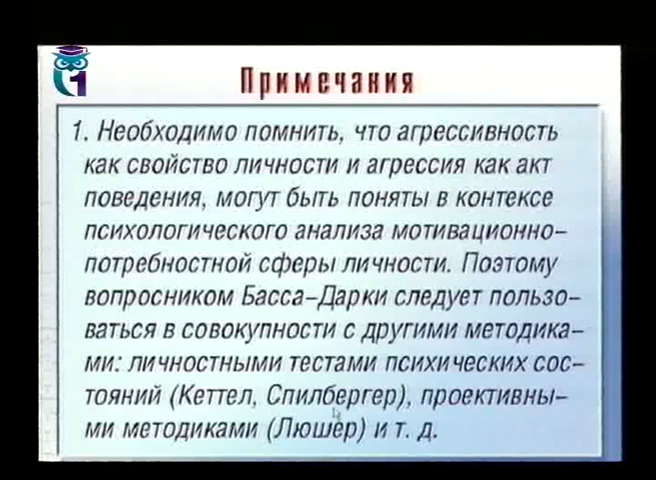 1
Примечания
1. Необходимо помнить, что агрессивность
как свойство личности и агрессия как акт
поведения, могут быть поняты в контексе
психологического анализа мотивационно–
потребностной сферы личности. Поэтому
вопросником Басса–Дарки следует пользо–
ваться в совокупности с другими методика–
ми: личностными тестами психических сос–
тояний (Кеттел, Спилбергер), проективны–
ми методиками (Люшер) и т. д.